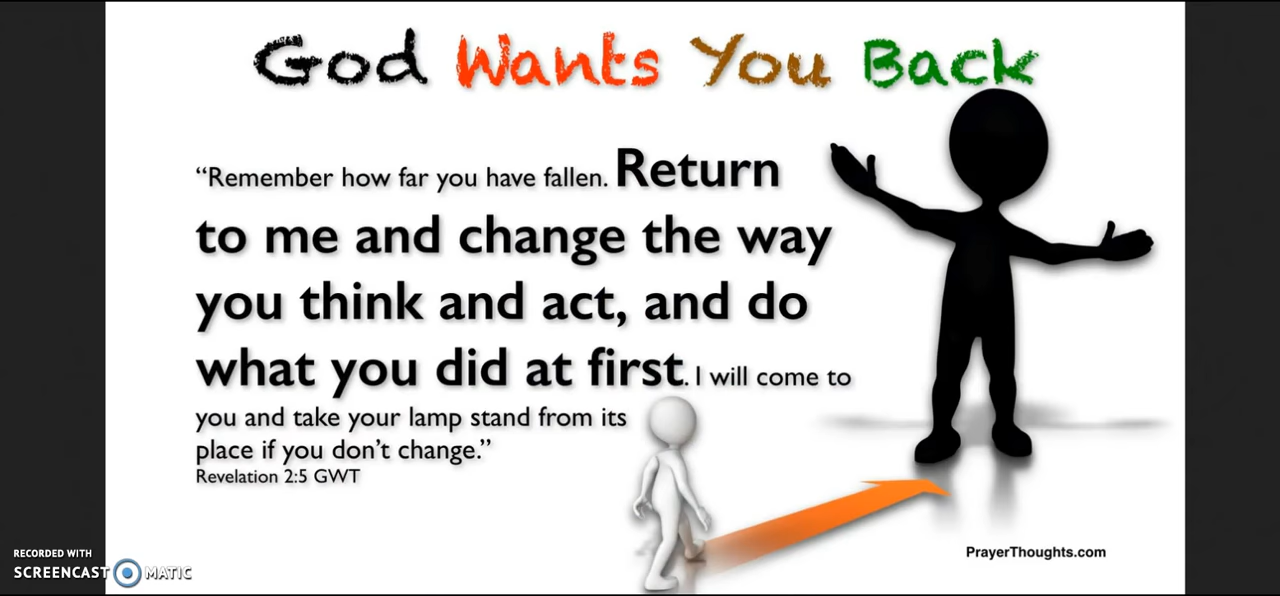 God Wants You Back
“Remember how far you have fallen. Return
to me and change the way
you think and act, and do
what you did at first. I will come to
you and take your lamp stand from its
place if you don’t change.”
Revelation 2:5 GWT
PrayerThoughts.com
RECORDED WITH
SCREENCAST MATIC